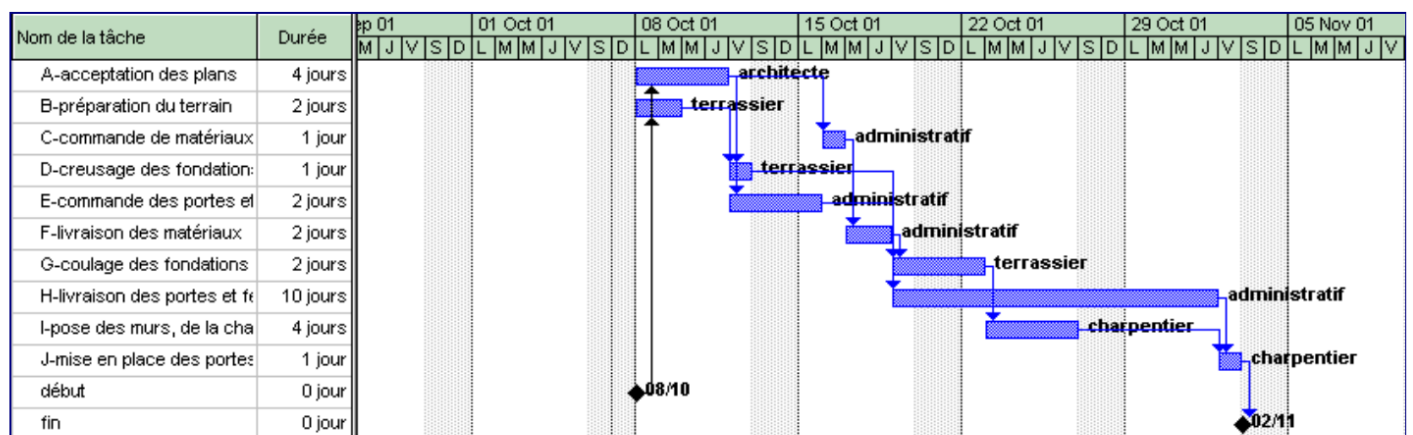 Nom de la tâche Durée ep 01 01 Oct 01 08 Oct 01 15 Oct 01 22 Oct 01 29 Oct 01 05 Nov 01
M J V S D L M M J V S D L M M J V S D L M M J V S D L M M J V S D L M M J V S D L M M J V
A-acceptation des plans 4 jours architecte
B-préparation du terrain 2 jours terrassier
C-commande de matériaux 1 jour administratif
D-creusage des fondation 1 jour terrassier
E-commande des portes et 2 jours administratif
F-livraison des matériaux 2 jours administratif
G-coulage des fondations 2 jours terrassier
H-livraison des portes et fe 10 jours administratif
I-pose des murs, de la cha 4 jours charpentier
J-mise en place des portes 1 jour charpentier
début 0 jour 08/10
fin 0 jour 02/11